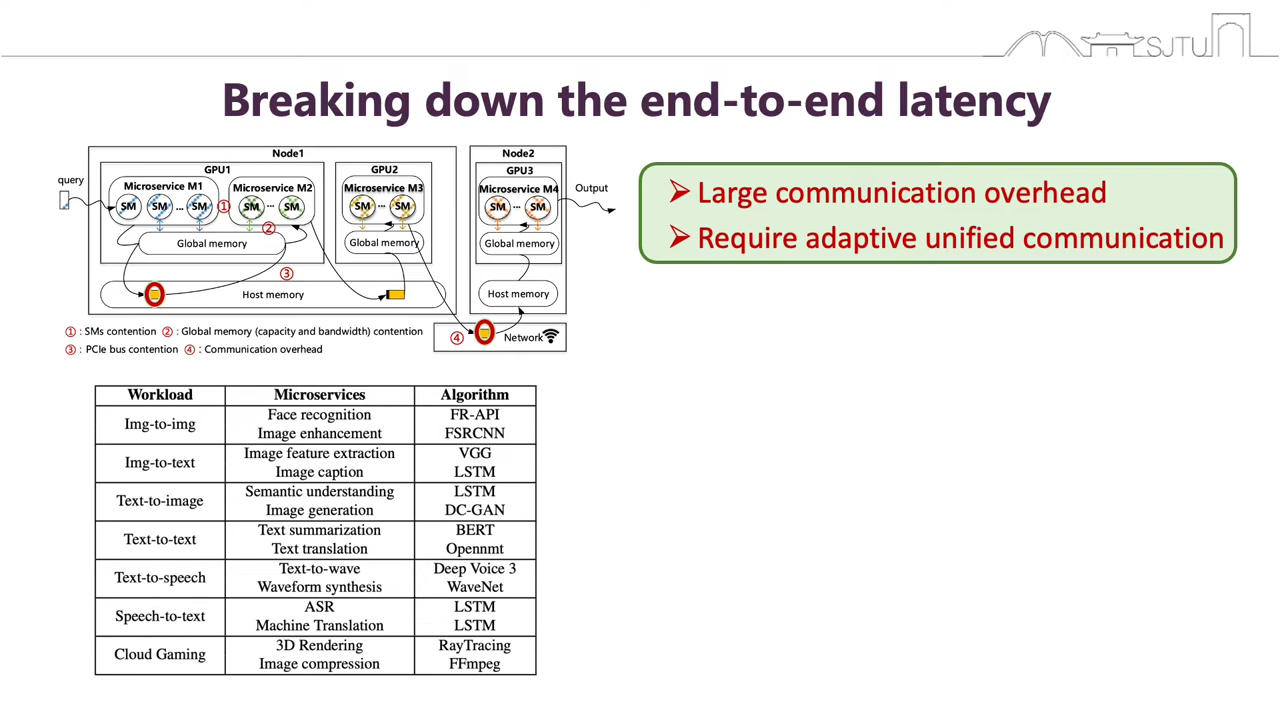 SJTU
Breaking down the end-to-end latency
query
Node1
GPU1
Microservice M1
SM SM ... SM
①
Microservice M2
SM ... SM
②
Global memory
GPU2
Microservice M3
SM ... SM
Global memory
③
Host memory
Node2
GPU3
Microservice M4
SM ... SM
Global memory
Host memory
Output
④
Network
①: SMs contention ②: Global memory (capacity and bandwidth) contention
③: PCIe bus contention ④: Communication overhead
➢ Large communication overhead
➢ Require adaptive unified communication
Workload Microservices Algorithm
Img-to-img
Face recognition FR-API
Image enhancement FSRCNN
Img-to-text
Image feature extraction VGG
Image caption LSTM
Text-to-image
Semantic understanding LSTM
Image generation DC-GAN
Text-to-text
Text summarization BERT
Text translation Opennmt
Text-to-speech
Text-to-wave Deep Voice 3
Waveform synthesis WaveNet
Speech-to-text
ASR LSTM
Machine Translation LSTM
Cloud Gaming
3D Rendering RayTracing
Image compression FFmpeg